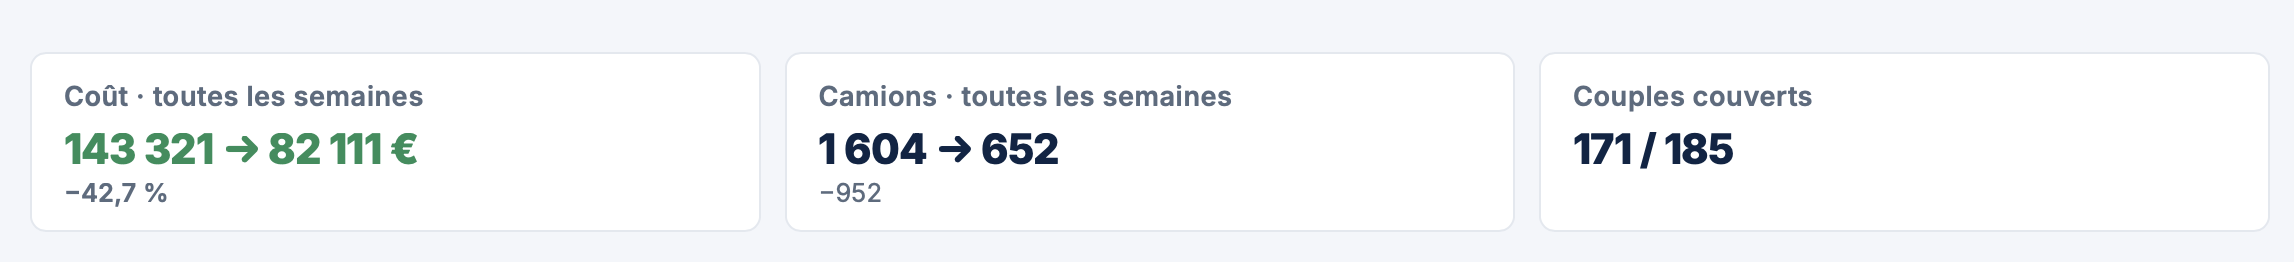 Coût · toutes les semaines
143 321 → 82 111 €
−42,7 %
Camions · toutes les semaines
1 604 → 652
−952
Couples couverts
171 / 185